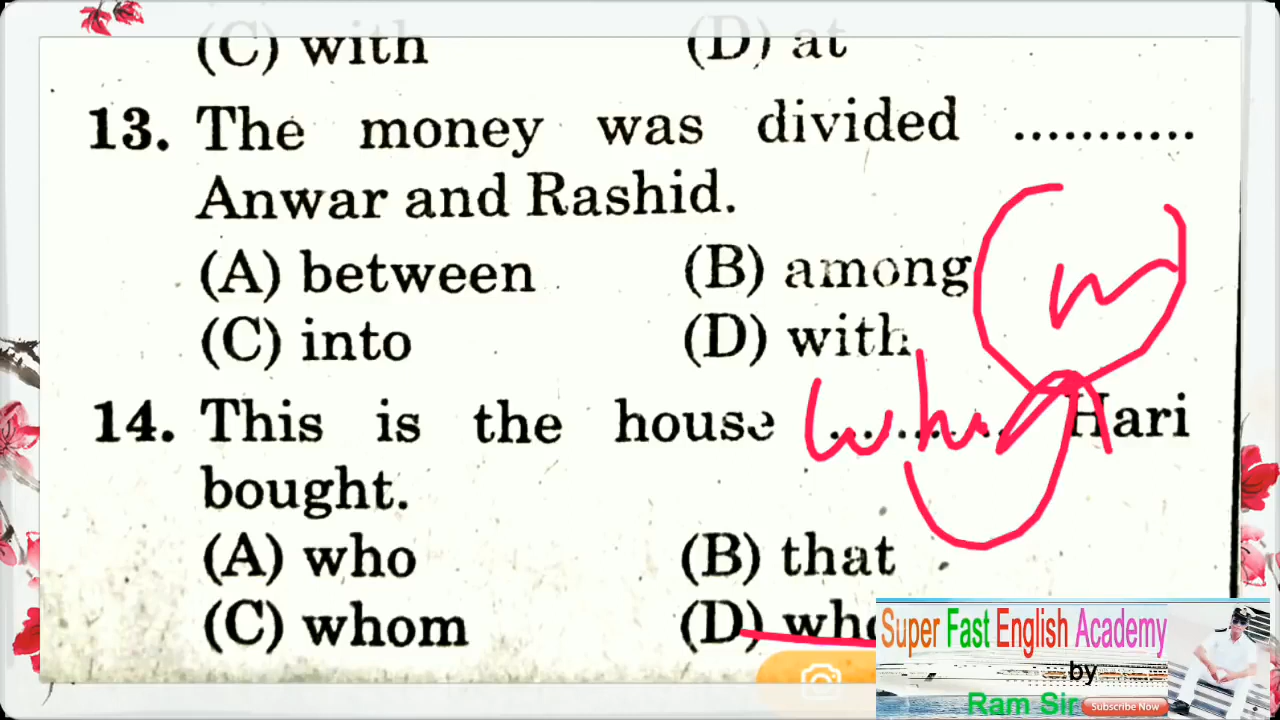 (C) with (D) at
13. The money was divided ...........
Anwar and Rashid.
(A) between (B) among
(C) into (D) with
14. This is the house .......... Hari
bought.
(A) who (B) that
(C) whom (D)
Super Fast English Academy
by
Ram Sir
Subscribe Now